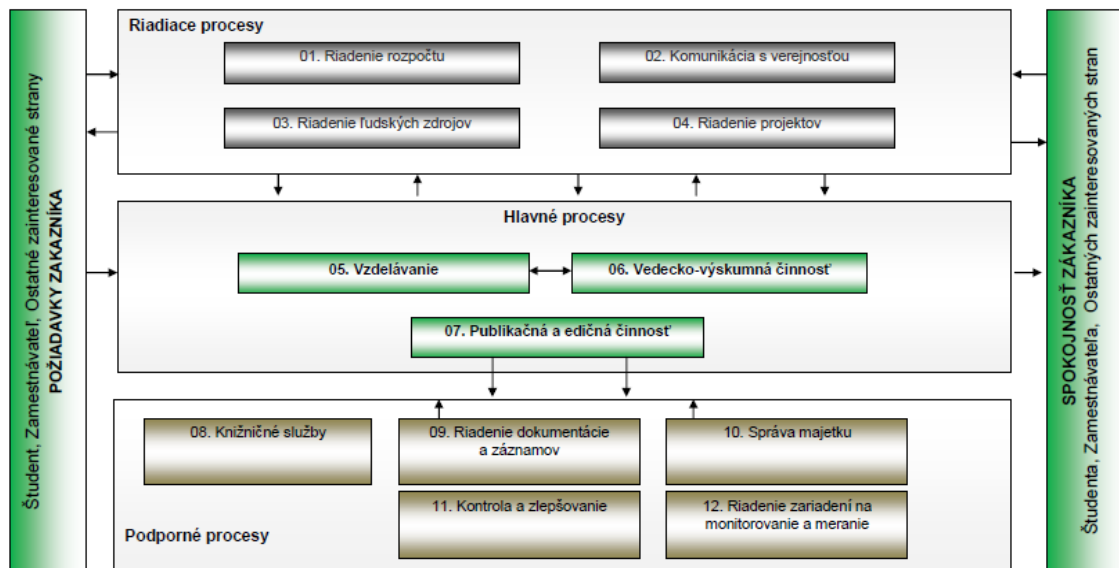 Študent, Zamestnávateľ, Ostatné zainteresované strany
POŽIADAVKY ZAKAZNÍKA
Riadiace procesy
01. Riadenie rozpočtu
02. Komunikácia s verejnosťou
03. Riadenie ľudských zdrojov
04. Riadenie projektov
Hlavné procesy
05. Vzdelávanie
06. Vedecko-výskumná činnosť
07. Publikačná a edičná činnosť
08. Knižničné služby
09. Riadenie dokumentácie
a záznamov
10. Správa majetku
11. Kontrola a zlepšovanie
12. Riadenie zariadení na
monitorovanie a meranie
Podporné procesy
SPOKOJNOSŤ ZÁKAZNÍKA
Študenta, Zamestnávateľa, Ostatných zainteresovaných stran